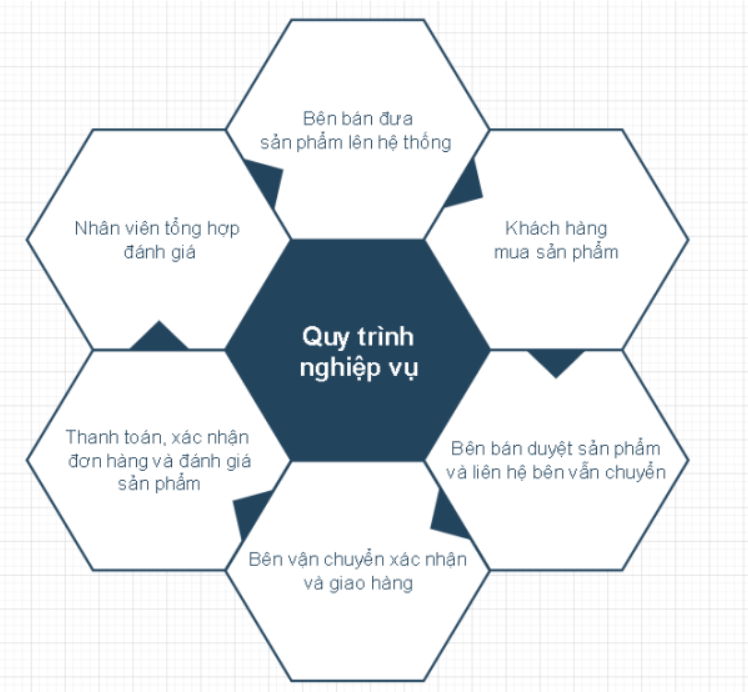 Bên bán đưa
sản phẩm lên hệ thống
Khách hàng
mua sản phẩm
Bên bán duyệt sản phẩm
và liên hệ bên vẫn chuyển
Bên vận chuyển xác nhận
và giao hàng
Thanh toán, xác nhận
đơn hàng và đánh giá
sản phẩm
Nhân viên tổng hợp
đánh giá
Quy trình
nghiệp vụ